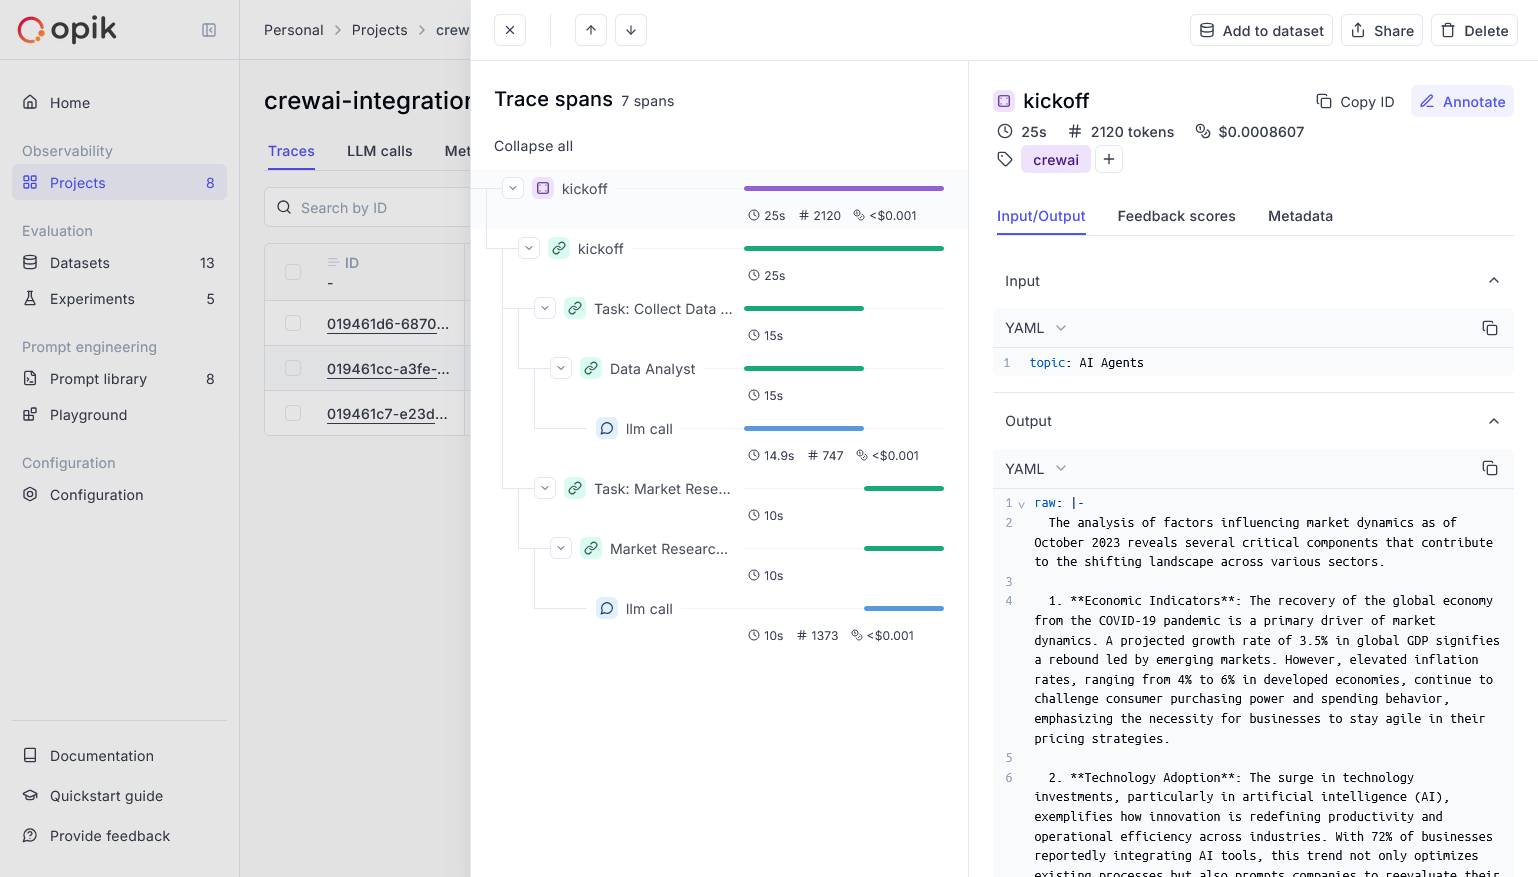 opik
Home
Observability
Projects 8
Evaluation
Datasets 13
Experiments 5
Prompt engineering
Prompt library 8
Playground
Configuration
Configuration
Documentation
Quickstart guide
Provide feedback
Personal > Projects > crew
crewai-integration
Traces LLM calls Met
Search by ID
ID
-
019461d6-6870...
019461cc-a3fe-...
019461c7-e23d...
Add to dataset Share Delete
Trace spans 7 spans
Collapse all
kickoff
25s # 2120 <$0.001
kickoff
25s
Task: Collect Data ...
15s
Data Analyst
15s
llm call
14.9s # 747 <$0.001
Task: Market Rese...
10s
Market Researc...
10s
llm call
10s # 1373 <$0.001
kickoff Copy ID Annotate
25s # 2120 tokens $0.0008607
crewai +
Input/Output Feedback scores Metadata
Input
YAML
1 topic: AI Agents
Output
YAML
1 raw: |-
2 The analysis of factors influencing market dynamics as of
October 2023 reveals several critical components that contribute
to the shifting landscape across various sectors.
3
4 1. **Economic Indicators**: The recovery of the global economy
from the COVID-19 pandemic is a primary driver of market
dynamics. A projected growth rate of 3.5% in global GDP signifies
a rebound led by emerging markets. However, elevated inflation
rates, ranging from 4% to 6% in developed economies, continue to
challenge consumer purchasing power and spending behavior,
emphasizing the necessity for businesses to stay agile in their
pricing strategies.
5
6 2. **Technology Adoption**: The surge in technology
investments, particularly in artificial intelligence (AI),
exemplifies how innovation is redefining productivity and
operational efficiency across industries. With 72% of businesses
reportedly integrating AI tools, this trend not only optimizes
existing processes but also prompts companies to reevaluate their